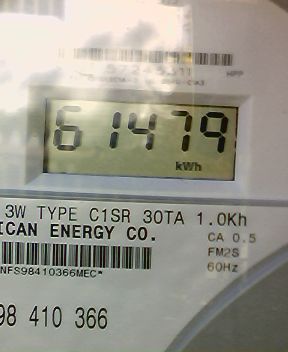 HPP
61479
kWh
3W TYPE C1SR 30TA 1.0Kh
ICAN ENERGY CO.
CA 0.5
FM2S
60Hz
NFS98410366MEC*
98 410 366